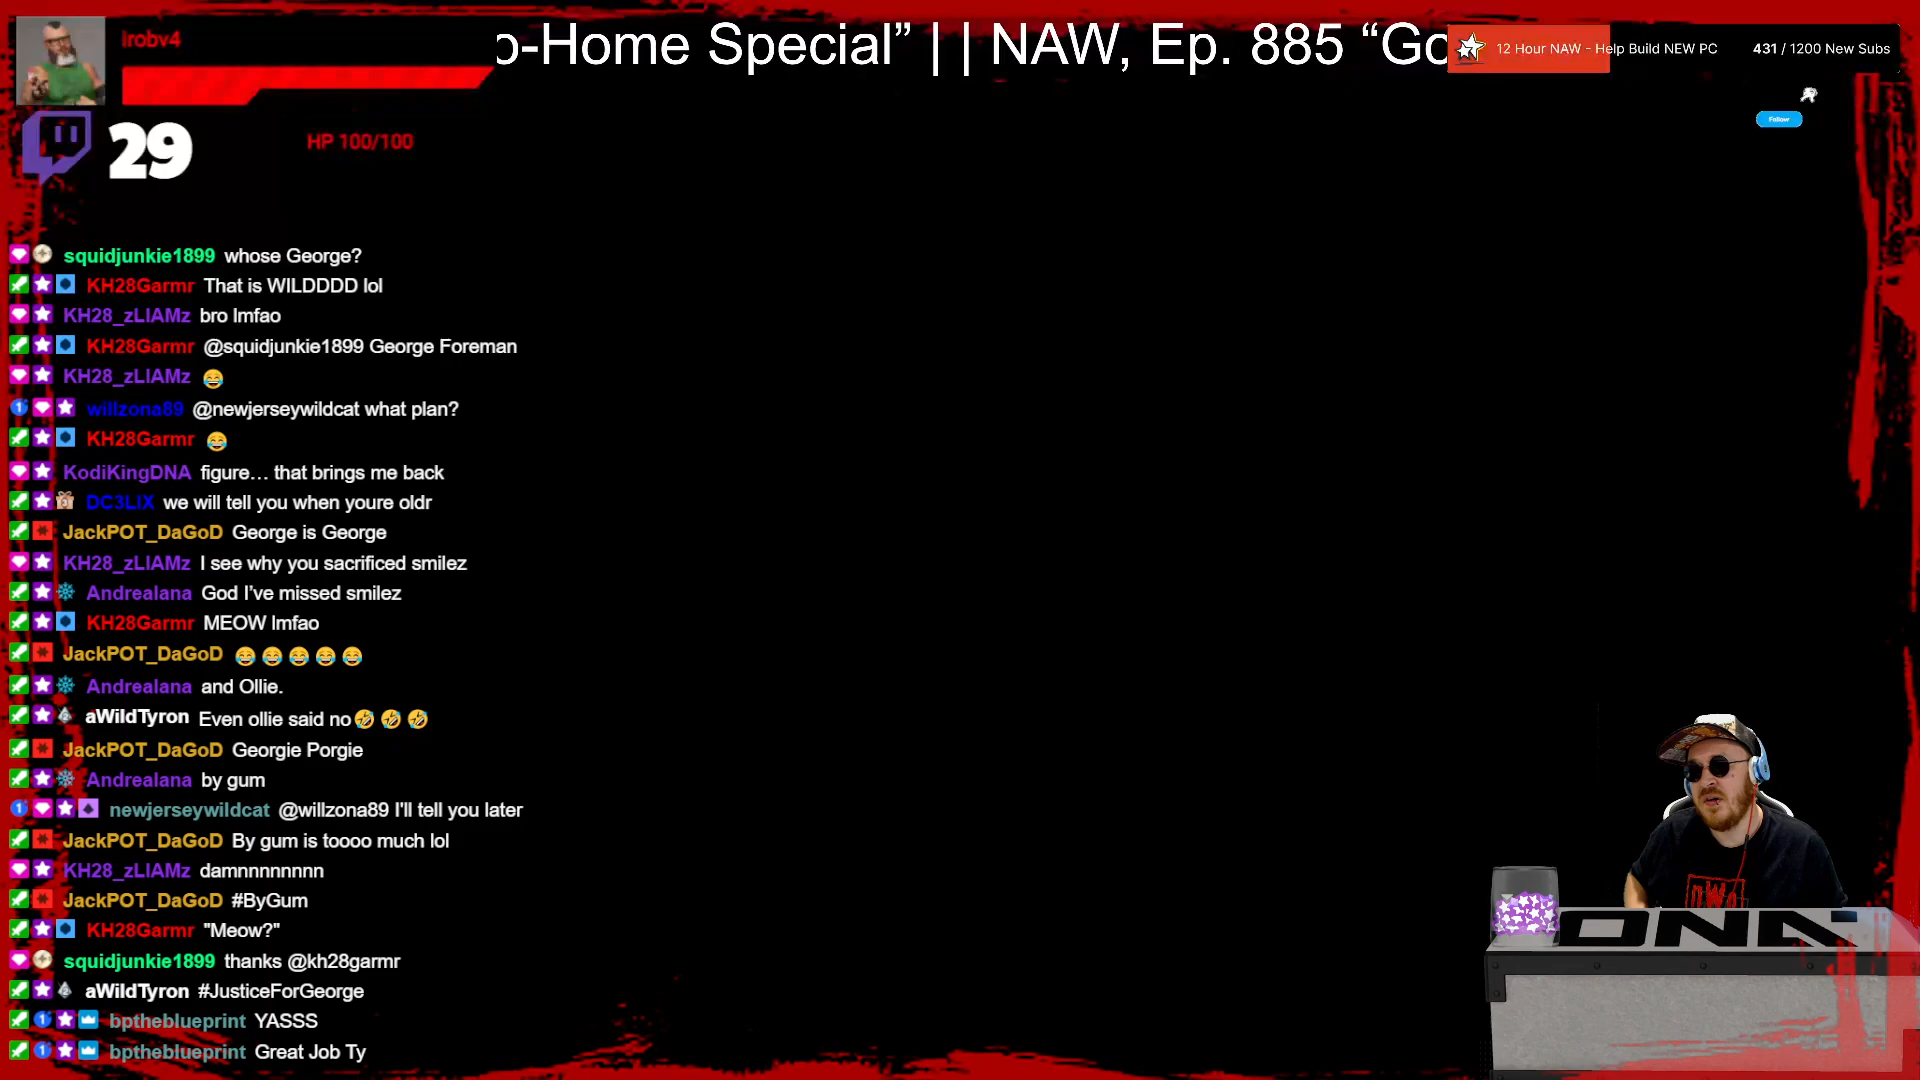 lrobv4
o-Home Special” | | NAW, Ep. 885 “Go
12 Hour NAW - Help Build NEW PC 431 / 1200 New Subs
Follow
29
HP 100/100
squidjunkie1899 whose George?
KH28Garmr That is WILDDDD lol
KH28_zLIAMz bro lmfao
KH28Garmr @squidjunkie1899 George Foreman
KH28_zLIAMz 😂
willzona89 @newjerseywildcat what plan?
KH28Garmr 😂
KodiKingDNA figure… that brings me back
DC3LIX we will tell you when youre oldr
JackPOT_DaGoD George is George
KH28_zLIAMz I see why you sacrificed smilez
Andrealana God I’ve missed smilez
KH28Garmr MEOW lmfao
JackPOT_DaGoD 😂 😂 😂 😂 😂
Andrealana and Ollie.
aWildTyron Even ollie said no🤣 🤣 🤣
JackPOT_DaGoD Georgie Porgie
Andrealana by gum
newjerseywildcat @willzona89 I'll tell you later
JackPOT_DaGoD By gum is toooo much lol
KH28_zLIAMz damnnnnnnnn
JackPOT_DaGoD #ByGum
KH28Garmr "Meow?"
squidjunkie1899 thanks @kh28garmr
aWildTyron #JusticeForGeorge
bptheblueprint YASSS
bptheblueprint Great Job Ty
nWo
DNA